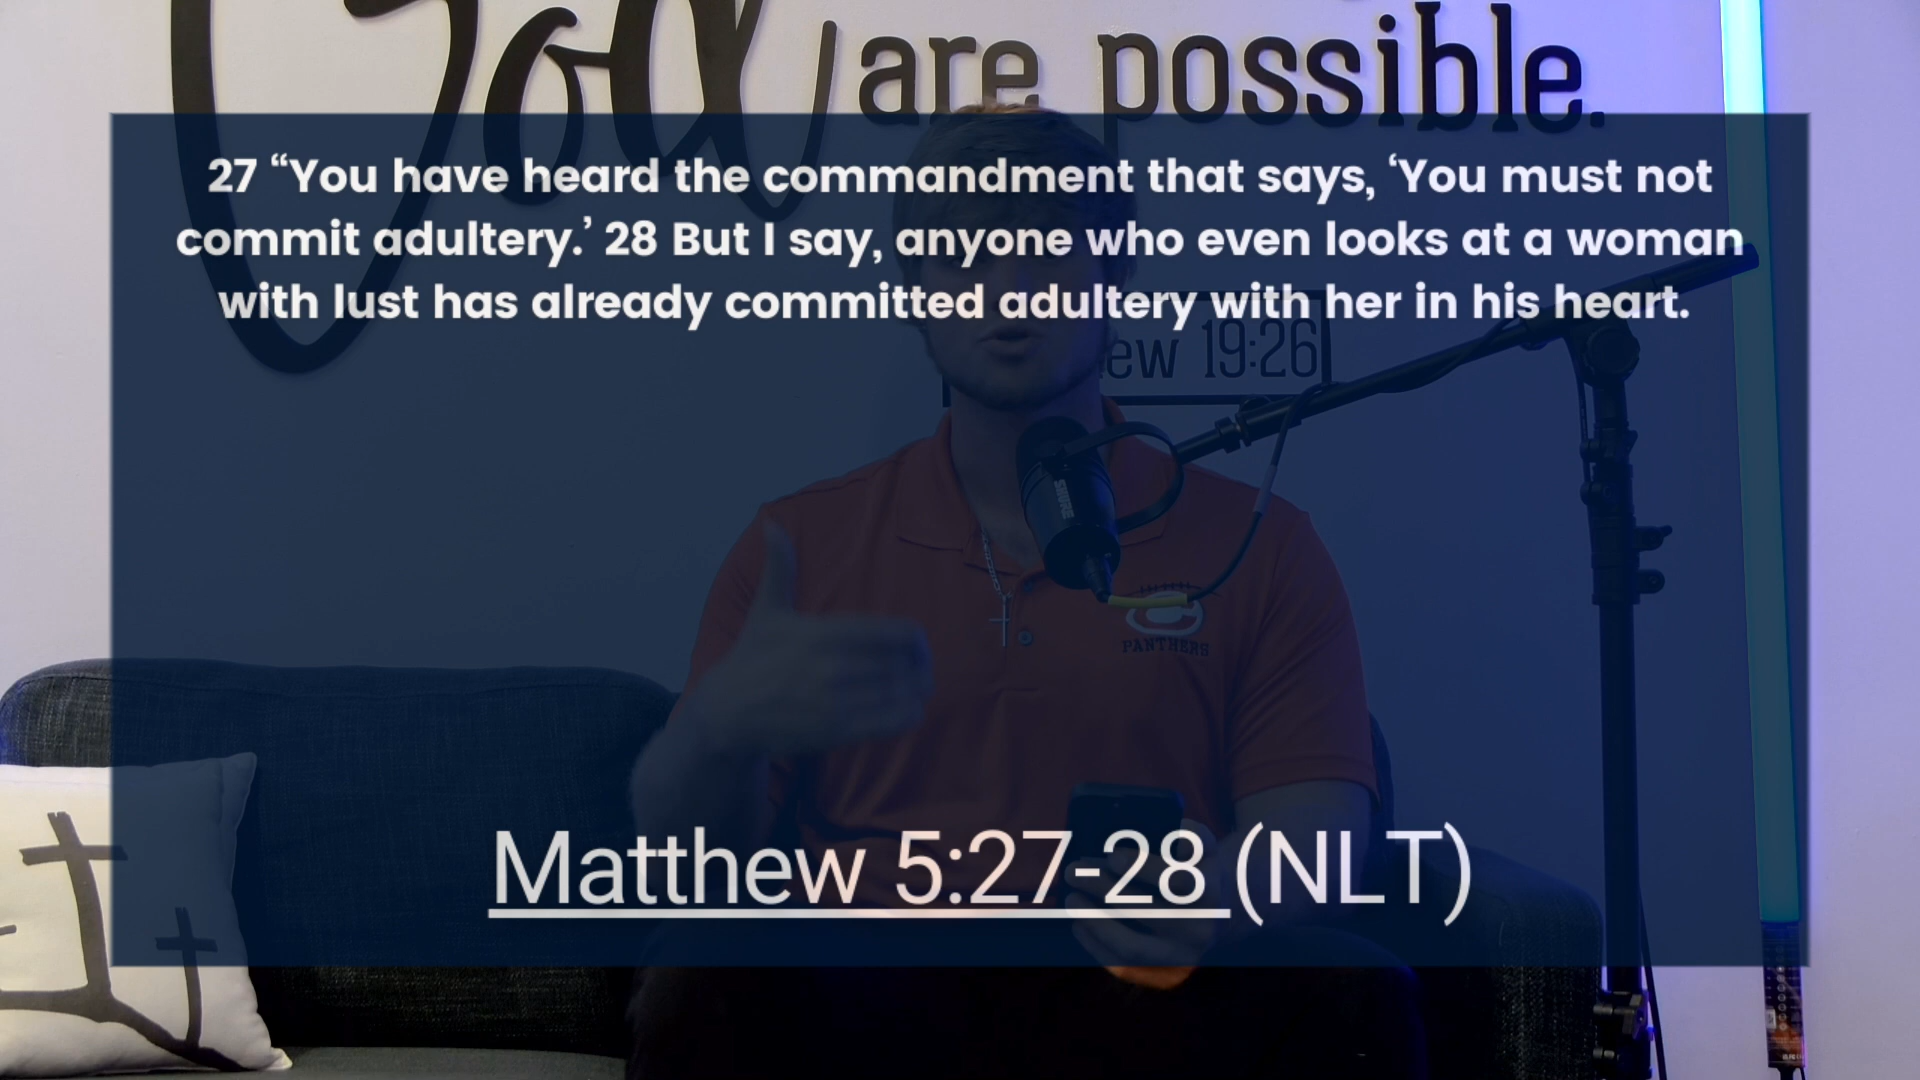 God are possible.
27 “You have heard the commandment that says, ‘You must not
commit adultery.’ 28 But I say, anyone who even looks at a woman
with lust has already committed adultery with her in his heart.
ew 19:26
SHURE
C
PANTHERS
Matthew 5:27-28 (NLT)